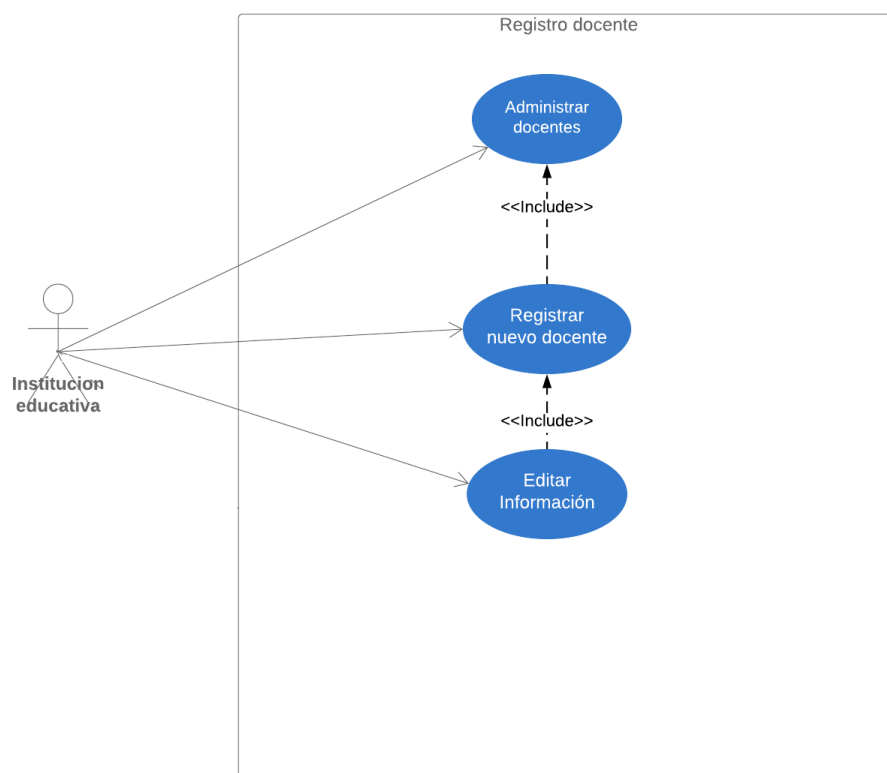 Registro docente
Administrar
docentes
<<Include>>
Registrar
nuevo docente
Institucion
educativa
<<Include>>
Editar
Información